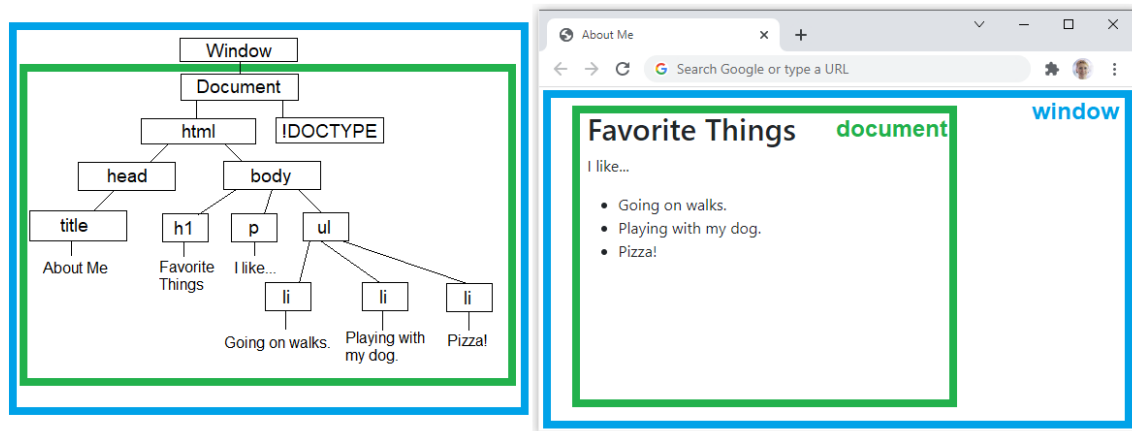 Window
Document
html
!DOCTYPE
head
body
title
h1
p
ul
About Me
Favorite
Things
I like...
li
li
li
Going on walks.
Playing with
my dog.
Pizza!
About Me
Search Google or type a URL
window
document
Favorite Things
I like...
Going on walks.
Playing with my dog.
Pizza!